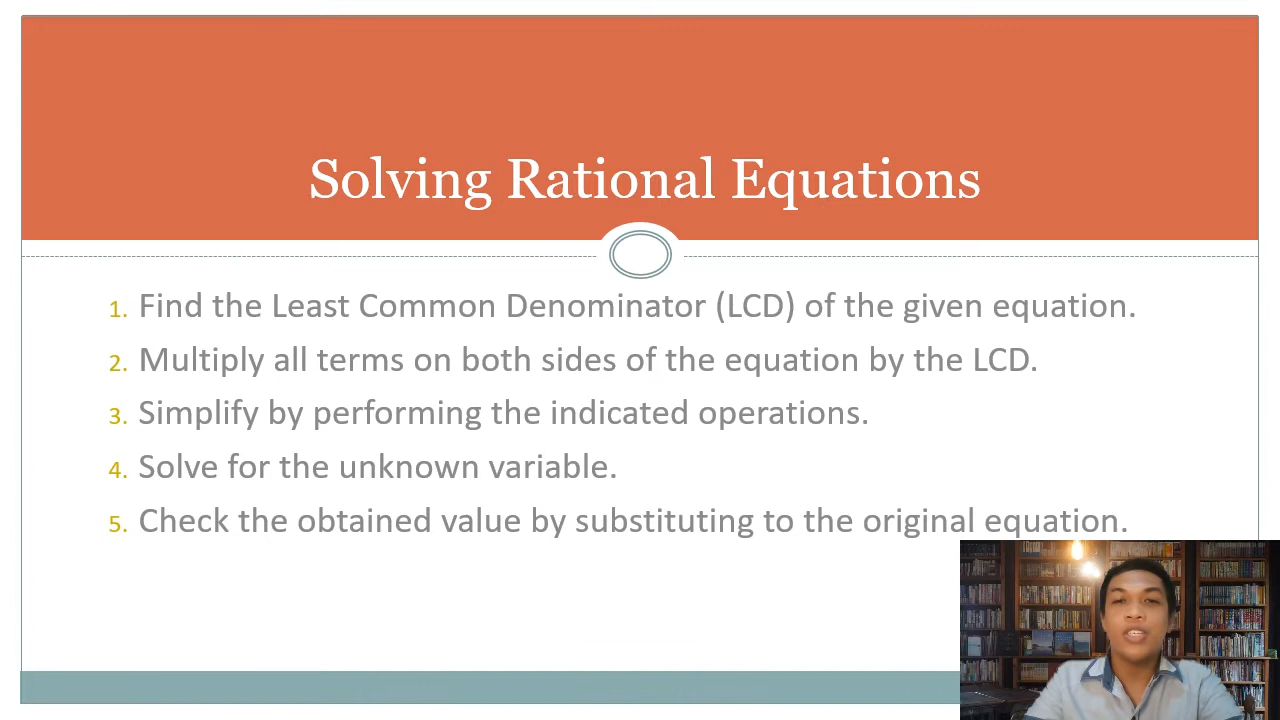 Solving Rational Equations
1. Find the Least Common Denominator (LCD) of the given equation.
2. Multiply all terms on both sides of the equation by the LCD.
3. Simplify by performing the indicated operations.
4. Solve for the unknown variable.
5. Check the obtained value by substituting to the original equation.